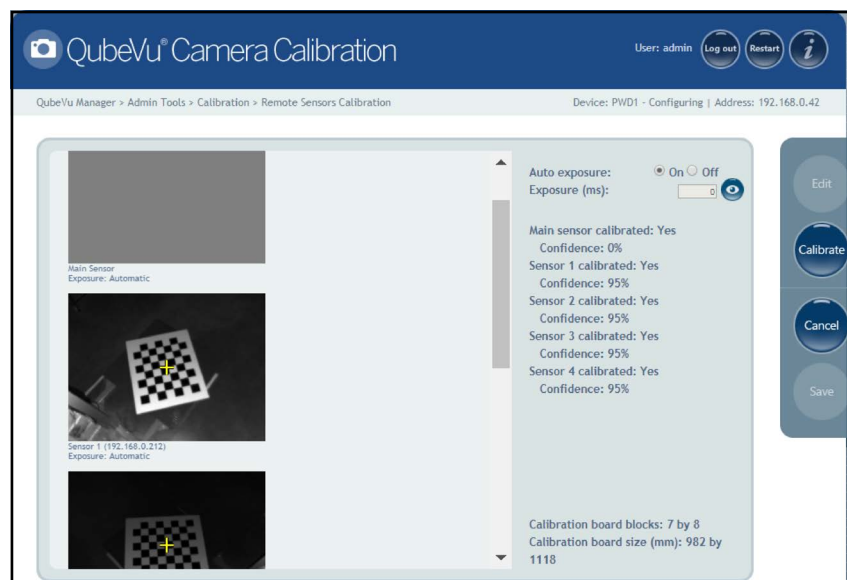 QubeVu® Camera Calibration
User: admin
Log out
Restart
i
QubeVu Manager > Admin Tools > Calibration > Remote Sensors Calibration
Device: PWD1 - Configuring | Address: 192.168.0.42
Main Sensor
Exposure: Automatic
Sensor 1 (192.168.0.212)
Exposure: Automatic
Auto exposure: On Off
Exposure (ms): 0
Main sensor calibrated: Yes
Confidence: 0%
Sensor 1 calibrated: Yes
Confidence: 95%
Sensor 2 calibrated: Yes
Confidence: 95%
Sensor 3 calibrated: Yes
Confidence: 95%
Sensor 4 calibrated: Yes
Confidence: 95%
Calibration board blocks: 7 by 8
Calibration board size (mm): 982 by
1118
Edit
Calibrate
Cancel
Save